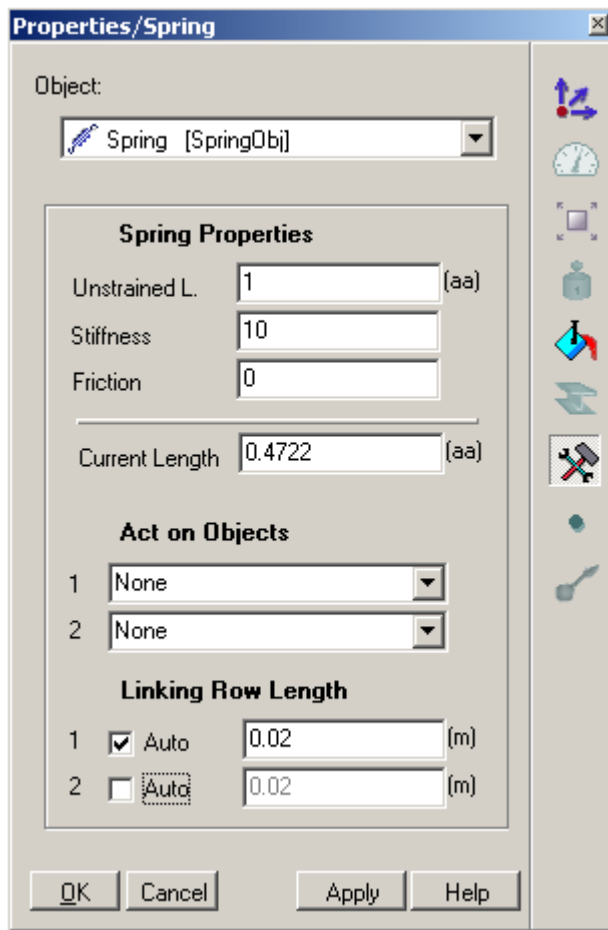 Properties/Spring
Object:
Spring [SpringObj]
Spring Properties
Unstrained L. 1 (aa)
Stiffness 10
Friction 0
Current Length 0.4722 (aa)
Act on Objects
1 None
2 None
Linking Row Length
1 Auto 0.02 (m)
2 Auto 0.02 (m)
OK Cancel Apply Help